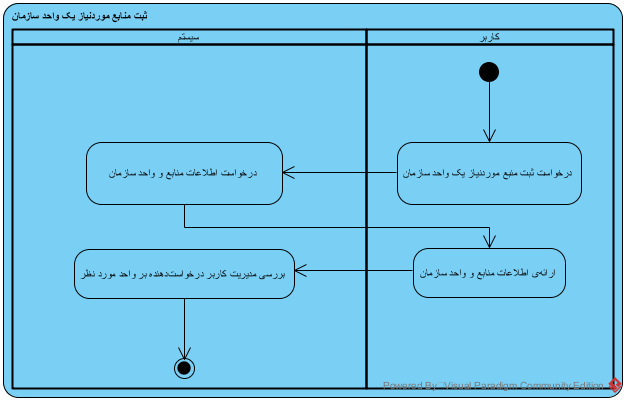 ثبت منابع موردنیاز یک واحد سازمان
کاربر
سیستم
درخواست ثبت منبع موردنیاز یک واحد سازمان
درخواست اطلاعات منابع و واحد سازمان
ارائه‌ی اطلاعات منابع و واحد سازمان
بررسی مدیریت کاربر درخواست‌دهنده بر واحد مورد نظر
Powered By Visual Paradigm Community Edition